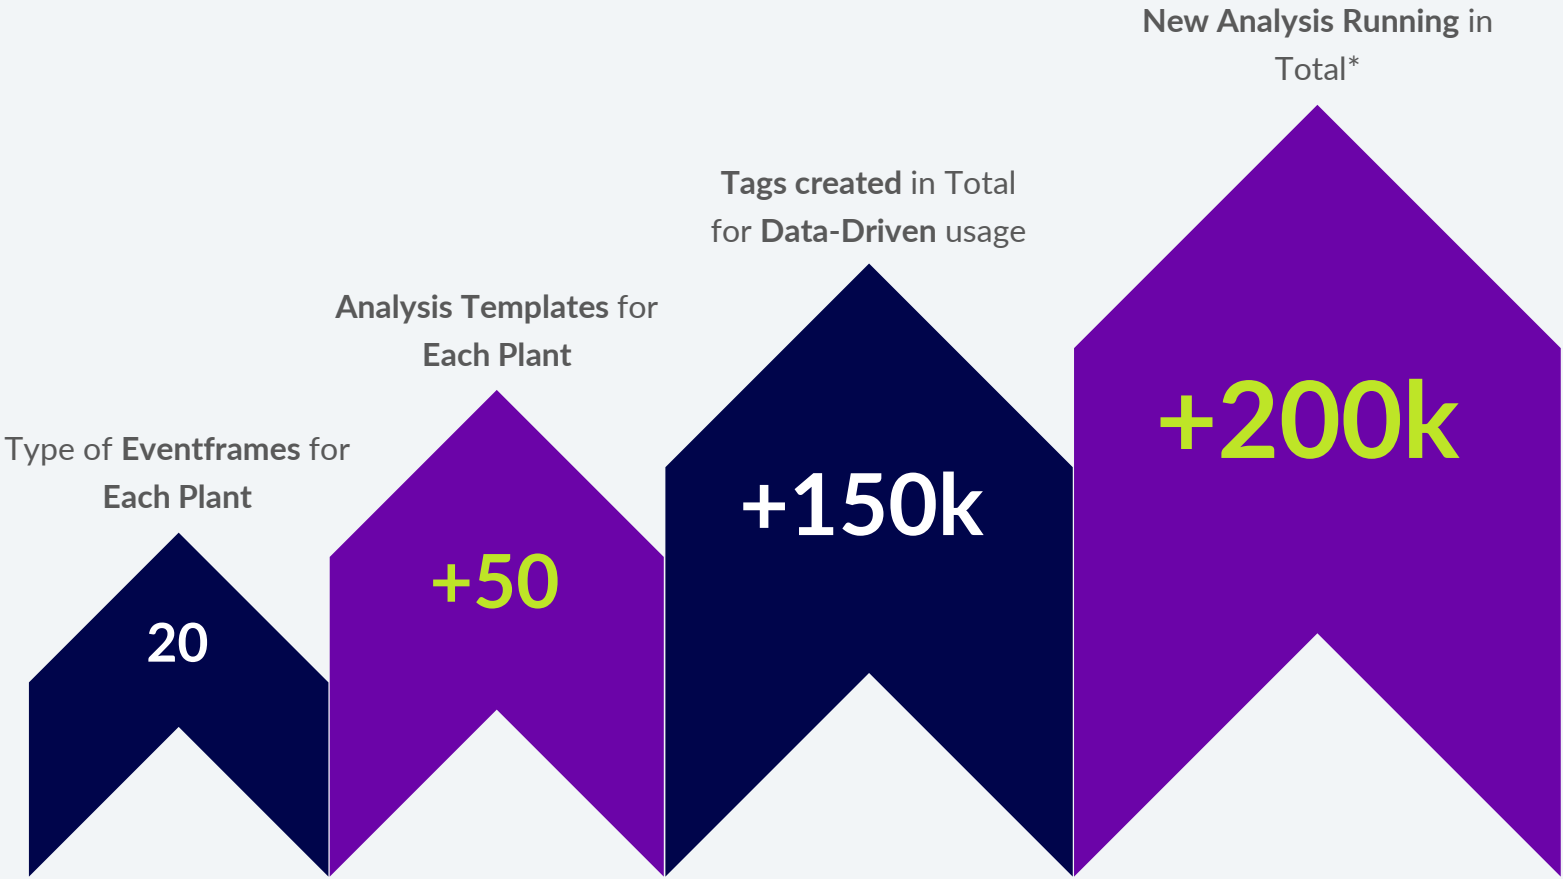 Type of Eventframes for
Each Plant
20
Analysis Templates for
Each Plant
+50
Tags created in Total
for Data-Driven usage
+150k
New Analysis Running in
Total*
+200k